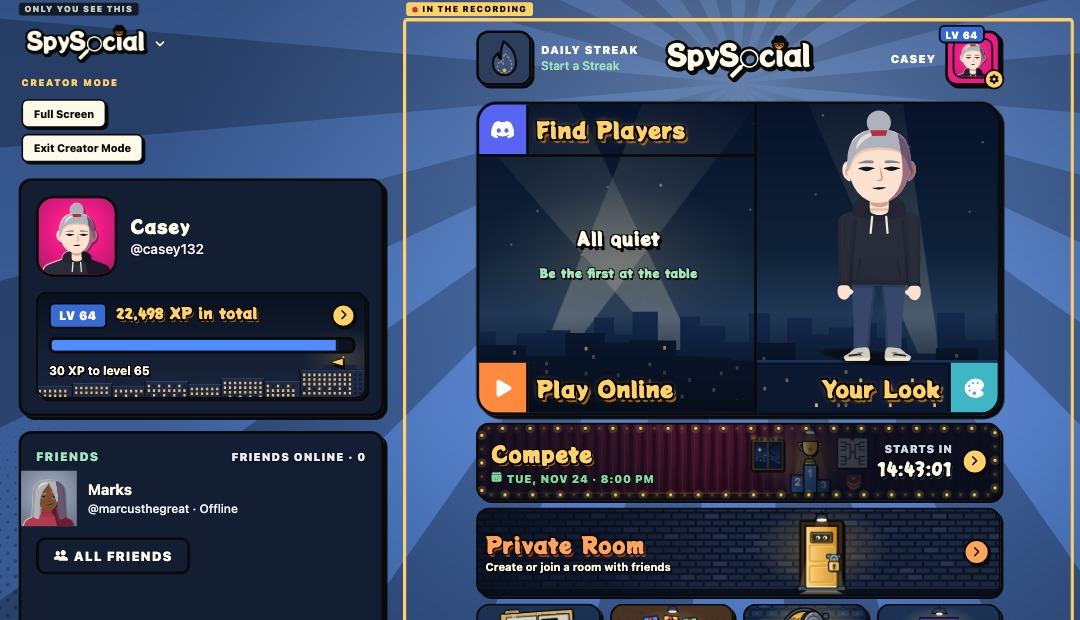 ONLY YOU SEE THIS
SpySocial
CREATOR MODE
Full Screen
Exit Creator Mode
Casey
@casey132
LV 64
22,498 XP in total
30 XP to level 65
FRIENDS
FRIENDS ONLINE · 0
Marks
@marcusthegreat · Offline
ALL FRIENDS
IN THE RECORDING
DAILY STREAK
Start a Streak
SpySocial
CASEY
LV 64
Find Players
All quiet
Be the first at the table
Play Online
Your Look
Compete
TUE, NOV 24 · 8:00 PM
2
1
3
STARTS IN
14:43:01
Private Room
Create or join a room with friends